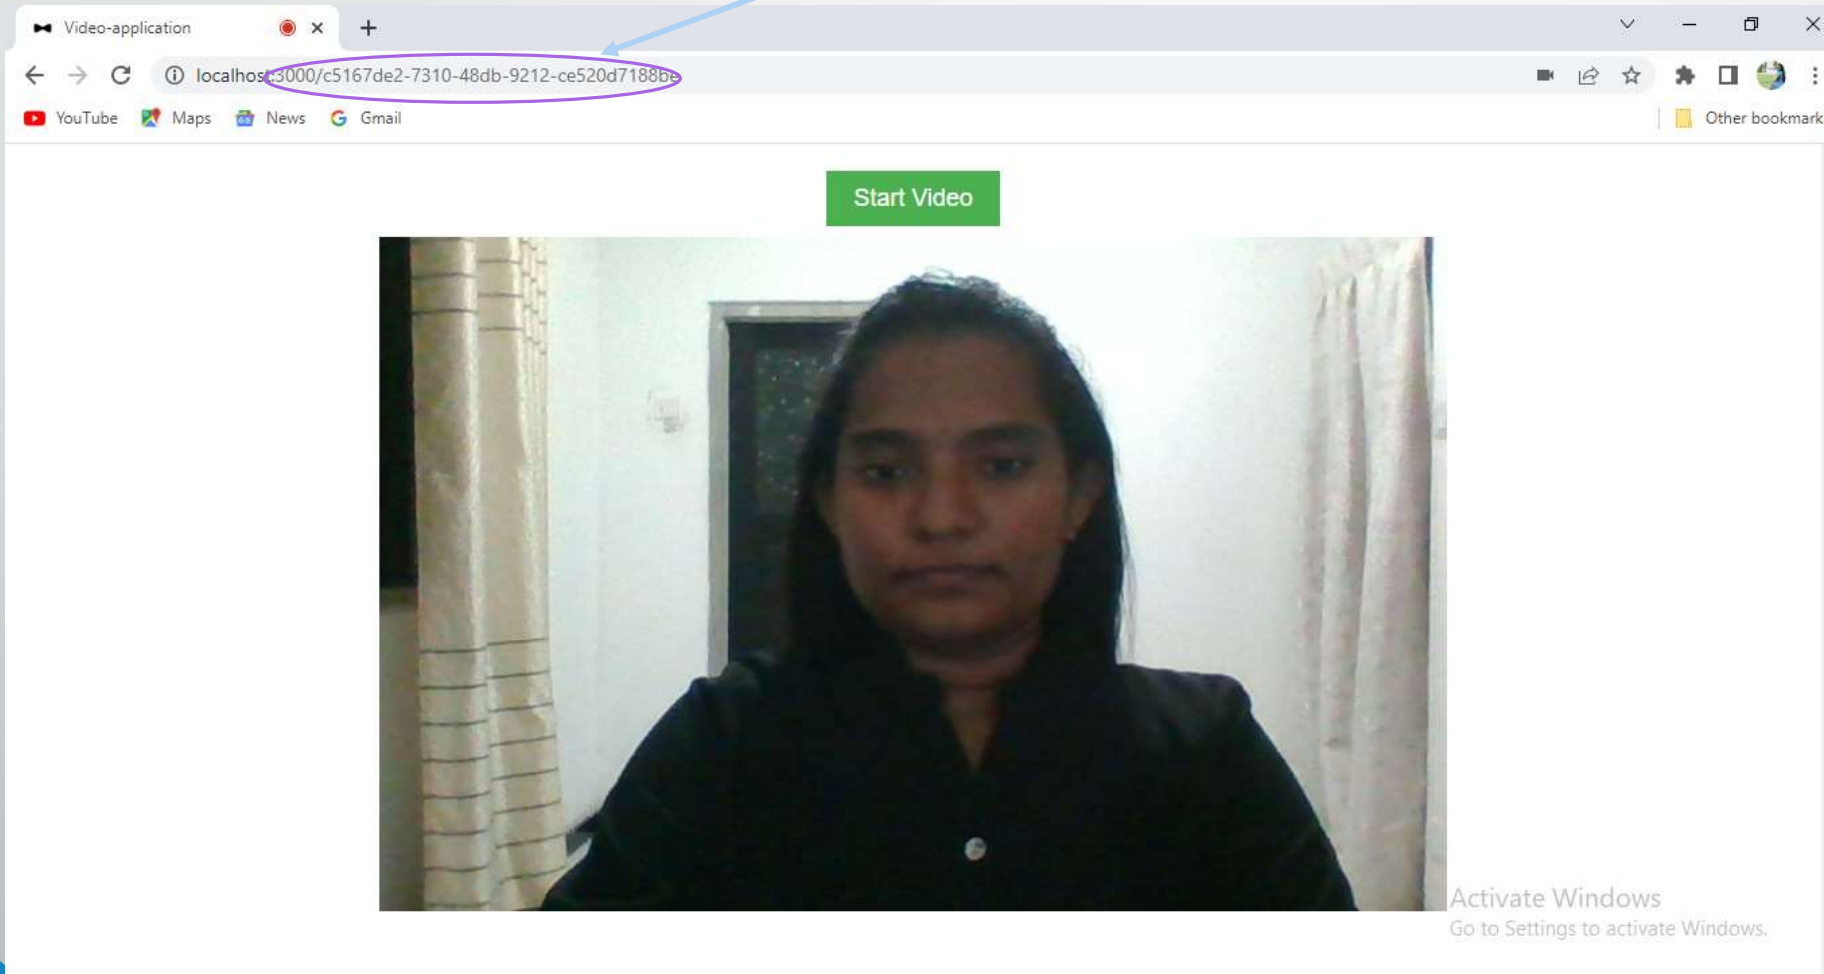 Video-application
localhost:3000/c5167de2-7310-48db-9212-ce520d7188be
YouTube Maps News Gmail Other bookmark
Start Video
Activate Windows
Go to Settings to activate Windows.